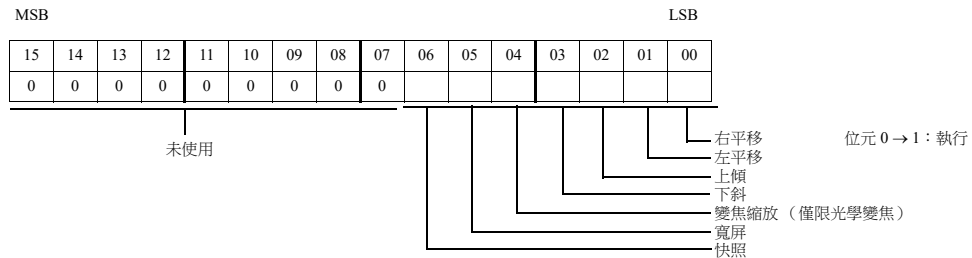 MSB LSB
15 14 13 12 11 10 09 08 07 06 05 04 03 02 01 00
0 0 0 0 0 0 0 0 0
未使用
右平移 位元 0 → 1：執行
左平移
上傾
下斜
變焦縮放 （僅限光學變焦）
寬屏
快照